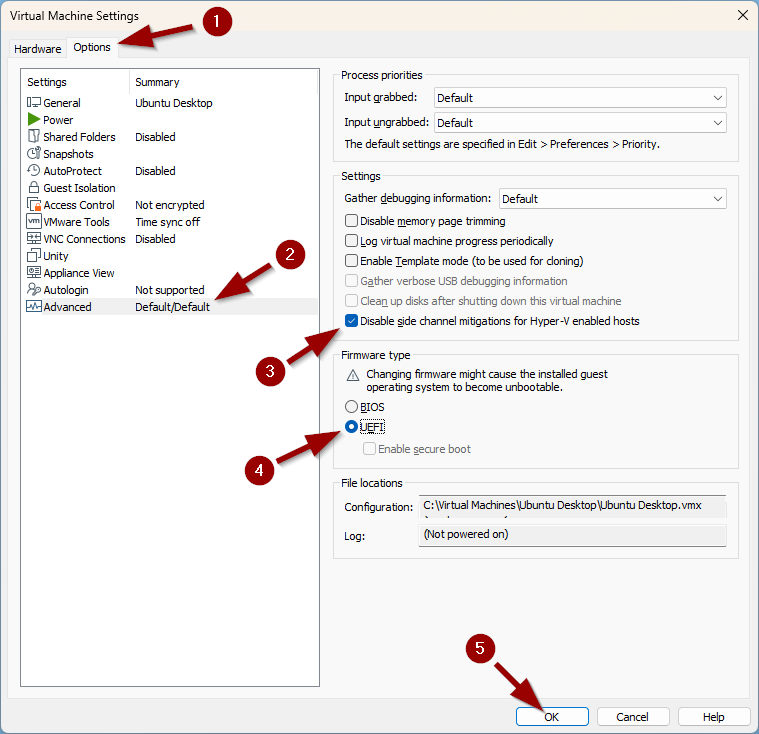 Virtual Machine Settings
1
Hardware Options
Settings Summary
General Ubuntu Desktop
Power
Shared Folders Disabled
Snapshots
AutoProtect Disabled
Guest Isolation
Access Control Not encrypted
vm VMware Tools Time sync off
VNC Connections Disabled
Unity
Appliance View
Autologin Not supported
Advanced Default/Default
2
Process priorities
Input grabbed: Default
Input ungrabbed: Default
The default settings are specified in Edit > Preferences > Priority.
Settings
Gather debugging information: Default
Disable memory page trimming
Log virtual machine progress periodically
Enable Template mode (to be used for cloning)
Gather verbose USB debugging information
Clean up disks after shutting down this virtual machine
Disable side channel mitigations for Hyper-V enabled hosts
3
Firmware type
Changing firmware might cause the installed guest
operating system to become unbootable.
BIOS
UEFI
4
Enable secure boot
File locations
Configuration: C:\Virtual Machines\Ubuntu Desktop\Ubuntu Desktop.vmx
Log: (Not powered on)
5
OK Cancel Help